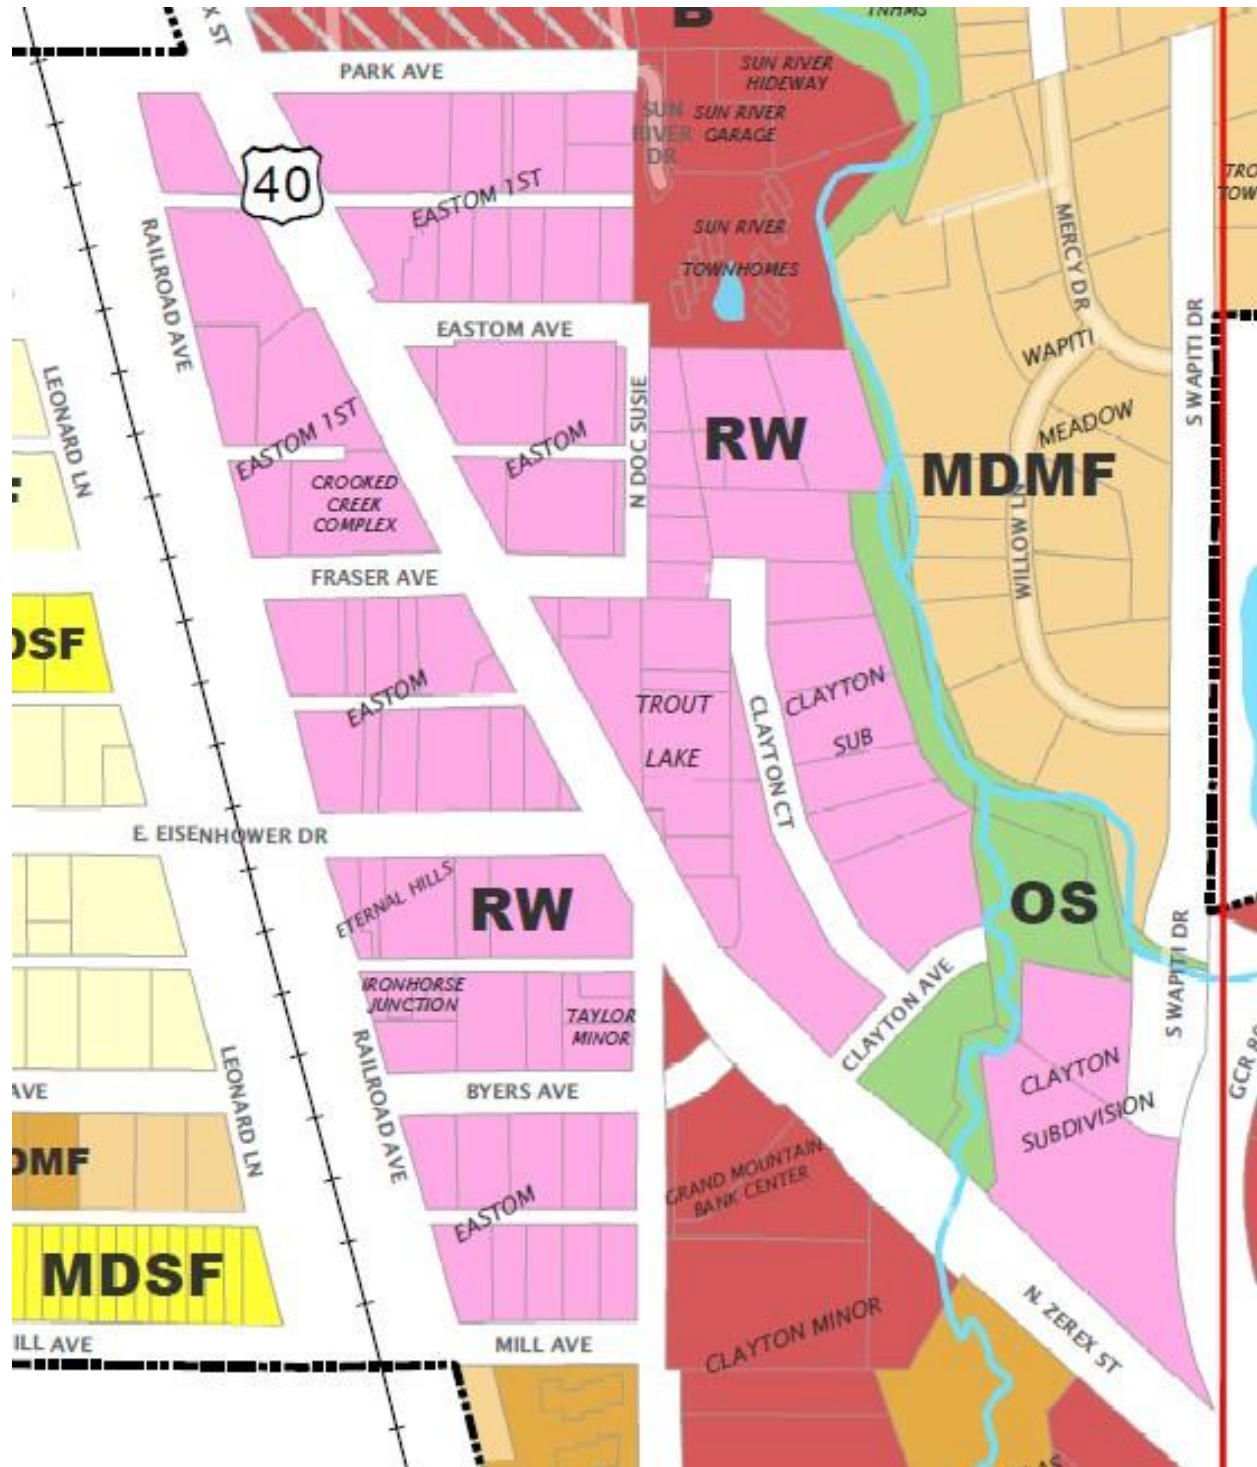 B
TNHMS
PARK AVE
SUN RIVER
HIDEWAY
SUN
RIVER
DR
SUN RIVER
GARAGE
40
EASTOM 1ST
SUN RIVER
TOWNHOMES
MERCY DR
RAILROAD AVE
EASTOM AVE
WAPITI
MEADOW
S WAPITI DR
LEONARD LN
N DOC SUSIE
RW
MDMF
EASTOM 1ST
EASTOM
CROOKED
CREEK
COMPLEX
WILLOW LN
FRASER AVE
EASTOM
TROUT
LAKE
CLAYTON CT
CLAYTON
SUB
E. EISENHOWER DR
ETERNAL HILLS
RW
OS
IRONHORSE
JUNCTION
TAYLOR
MINOR
CLAYTON AVE
S WAPITI DR
LEONARD LN
RAILROAD AVE
AVE
BYERS AVE
CLAYTON
SUBDIVISION
GRAND MOUNTAIN
BANK CENTER
EASTOM
MDSF
CLAYTON MINOR
N. ZEREX ST
ILL AVE
MILL AVE